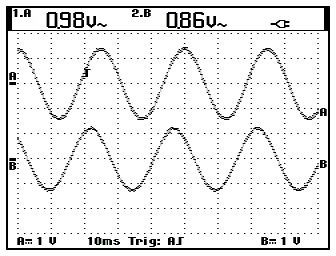 1.A 0.98V~ 2.B 0.86V~
A
A
B
B
A= 1 V 10ms Trig: A∫ B= 1 V